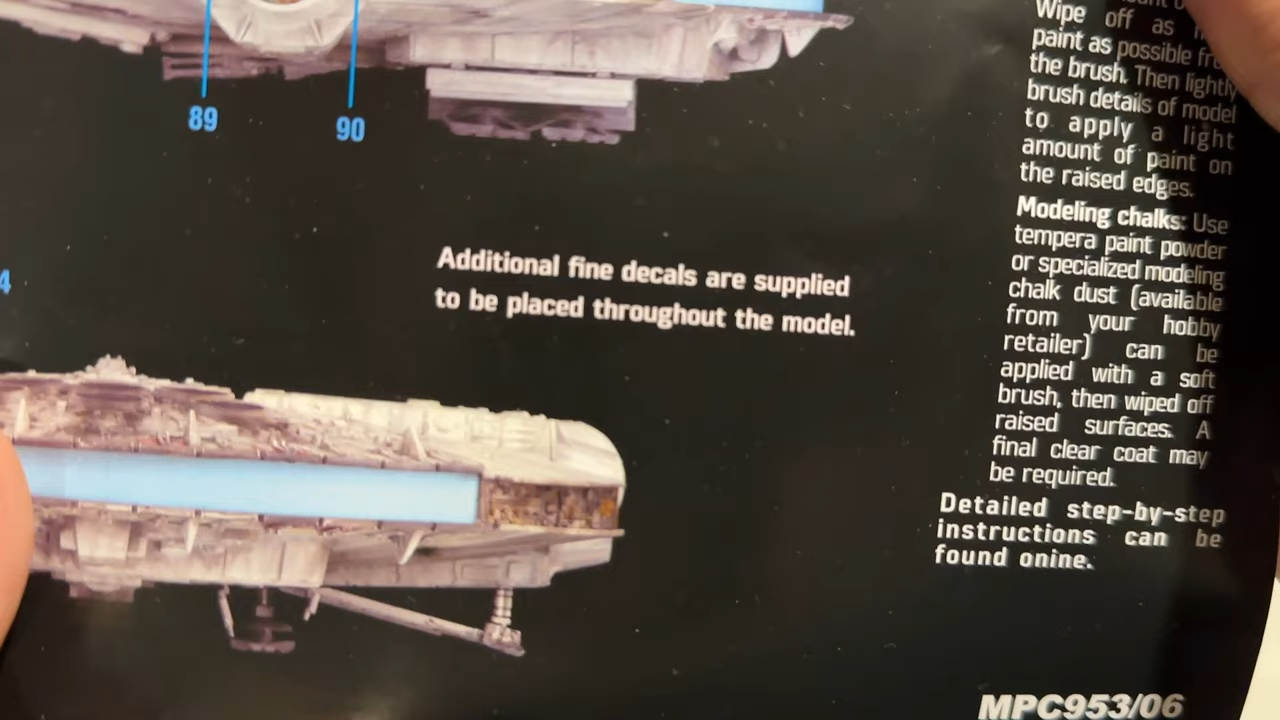 89
90
4
Additional fine decals are supplied
to be placed throughout the model.
Wipe off as
paint as possible
the brush. Then lightly
brush details of model
to apply a light
amount of paint on
the raised edges.
Modeling chalks: Use
tempera paint powder
or specialized modeling
chalk dust (available
from your hobby
retailer) can be
applied with a soft
brush, then wiped off
raised surfaces. A
final clear coat may
be required.
Detailed step-by-step
instructions can be
found onine.
MPC953/06